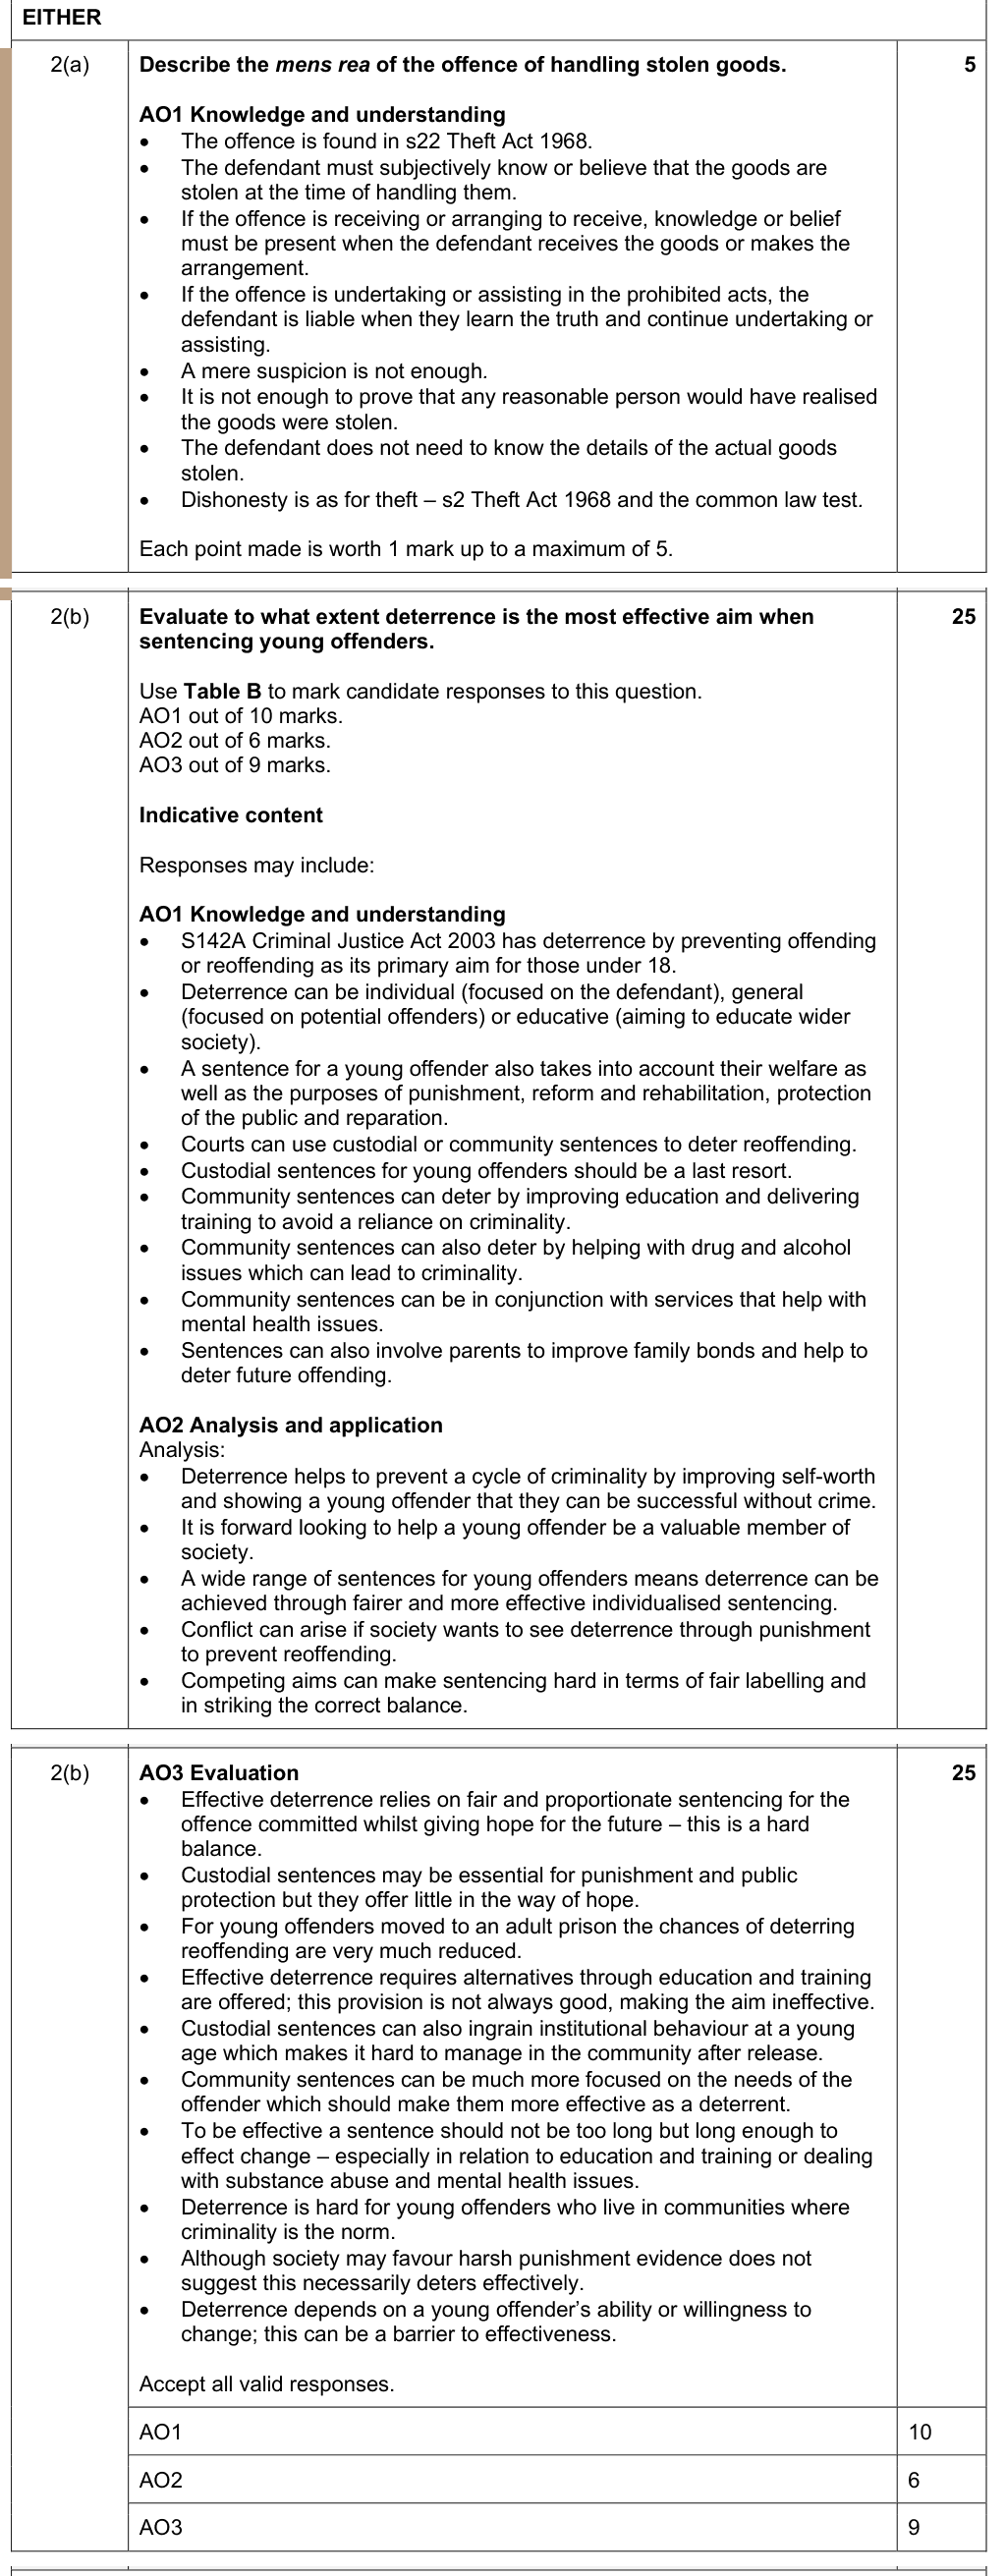 EITHER
2(a)
Describe the mens rea of the offence of handling stolen goods.
5
AO1 Knowledge and understanding
• The offence is found in s22 Theft Act 1968.
• The defendant must subjectively know or believe that the goods are
stolen at the time of handling them.
• If the offence is receiving or arranging to receive, knowledge or belief
must be present when the defendant receives the goods or makes the
arrangement.
• If the offence is undertaking or assisting in the prohibited acts, the
defendant is liable when they learn the truth and continue undertaking or
assisting.
• A mere suspicion is not enough.
• It is not enough to prove that any reasonable person would have realised
the goods were stolen.
• The defendant does not need to know the details of the actual goods
stolen.
• Dishonesty is as for theft – s2 Theft Act 1968 and the common law test.
Each point made is worth 1 mark up to a maximum of 5.
2(b)
Evaluate to what extent deterrence is the most effective aim when
25
sentencing young offenders.
Use Table B to mark candidate responses to this question.
AO1 out of 10 marks.
AO2 out of 6 marks.
AO3 out of 9 marks.
Indicative content
Responses may include:
AO1 Knowledge and understanding
• S142A Criminal Justice Act 2003 has deterrence by preventing offending
or reoffending as its primary aim for those under 18.
• Deterrence can be individual (focused on the defendant), general
(focused on potential offenders) or educative (aiming to educate wider
society).
• A sentence for a young offender also takes into account their welfare as
well as the purposes of punishment, reform and rehabilitation, protection
of the public and reparation.
• Courts can use custodial or community sentences to deter reoffending.
• Custodial sentences for young offenders should be a last resort.
• Community sentences can deter by improving education and delivering
training to avoid a reliance on criminality.
• Community sentences can also deter by helping with drug and alcohol
issues which can lead to criminality.
• Community sentences can be in conjunction with services that help with
mental health issues.
• Sentences can also involve parents to improve family bonds and help to
deter future offending.
AO2 Analysis and application
Analysis:
• Deterrence helps to prevent a cycle of criminality by improving self-worth
and showing a young offender that they can be successful without crime.
• It is forward looking to help a young offender be a valuable member of
society.
• A wide range of sentences for young offenders means deterrence can be
achieved through fairer and more effective individualised sentencing.
• Conflict can arise if society wants to see deterrence through punishment
to prevent reoffending.
• Competing aims can make sentencing hard in terms of fair labelling and
in striking the correct balance.
2(b)
AO3 Evaluation
25
• Effective deterrence relies on fair and proportionate sentencing for the
offence committed whilst giving hope for the future – this is a hard
balance.
• Custodial sentences may be essential for punishment and public
protection but they offer little in the way of hope.
• For young offenders moved to an adult prison the chances of deterring
reoffending are very much reduced.
• Effective deterrence requires alternatives through education and training
are offered; this provision is not always good, making the aim ineffective.
• Custodial sentences can also ingrain institutional behaviour at a young
age which makes it hard to manage in the community after release.
• Community sentences can be much more focused on the needs of the
offender which should make them more effective as a deterrent.
• To be effective a sentence should not be too long but long enough to
effect change – especially in relation to education and training or dealing
with substance abuse and mental health issues.
• Deterrence is hard for young offenders who live in communities where
criminality is the norm.
• Although society may favour harsh punishment evidence does not
suggest this necessarily deters effectively.
• Deterrence depends on a young offender’s ability or willingness to
change; this can be a barrier to effectiveness.
Accept all valid responses.
AO1 10
AO2 6
AO3 9